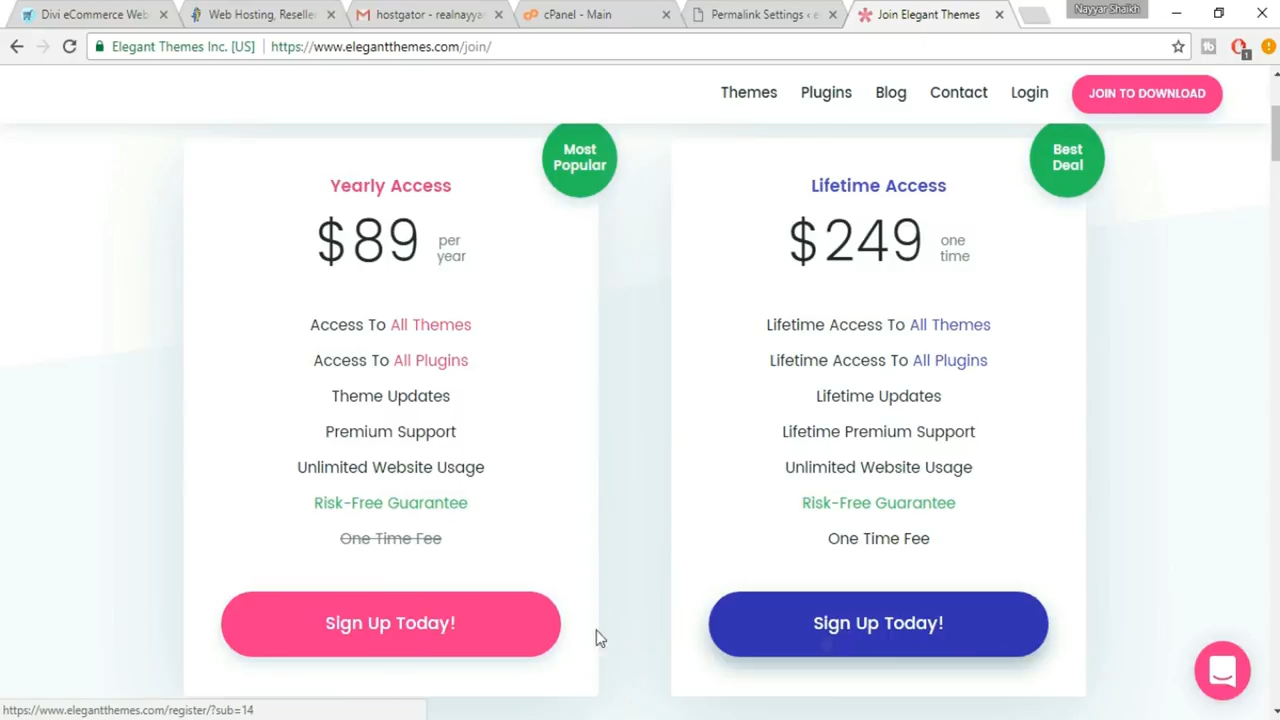 Divi eCommerce Web
Web Hosting, Reselle
hostgator - realnayya
cPanel - Main
Permalink Settings ‹ e
Join Elegant Themes
Nayyar Shaikh
Elegant Themes Inc. [US]
https://www.elegantthemes.com/join/
Themes
Plugins
Blog
Contact
Login
JOIN TO DOWNLOAD
Most
Popular
Yearly Access
$89 per
year
Access To All Themes
Access To All Plugins
Theme Updates
Premium Support
Unlimited Website Usage
Risk-Free Guarantee
One Time Fee
Sign Up Today!
Best
Deal
Lifetime Access
$249 one
time
Lifetime Access To All Themes
Lifetime Access To All Plugins
Lifetime Updates
Lifetime Premium Support
Unlimited Website Usage
Risk-Free Guarantee
One Time Fee
Sign Up Today!
https://www.elegantthemes.com/register/?sub=14